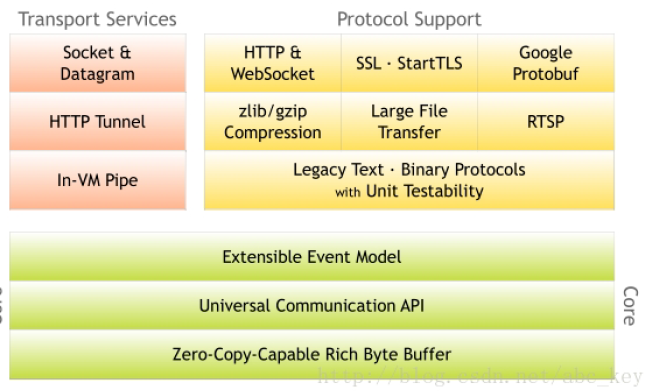 Transport Services
Protocol Support
Socket &
Datagram
HTTP &
WebSocket
SSL · StartTLS
Google
Protobuf
HTTP Tunnel
zlib/gzip
Compression
Large File
Transfer
RTSP
In-VM Pipe
Legacy Text · Binary Protocols
with Unit Testability
Extensible Event Model
Universal Communication API
Core
Zero-Copy-Capable Rich Byte Buffer
http://blog.csdn.net/abc_key